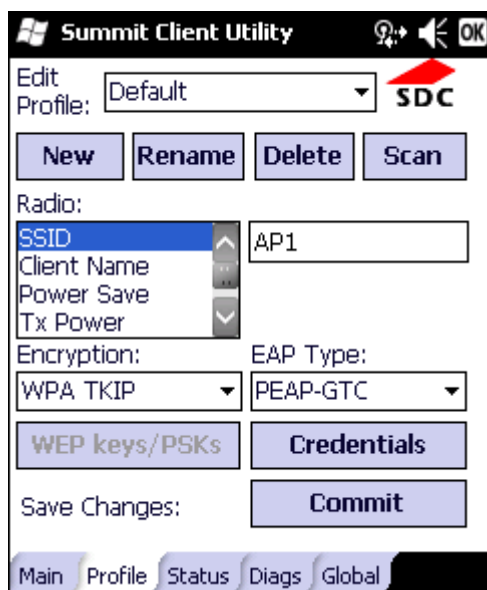 Summit Client Utility OK
Edit
Profile: Default
SDC
New Rename Delete Scan
Radio:
SSID AP1
Client Name
Power Save
Tx Power
Encryption: EAP Type:
WPA TKIP PEAP-GTC
WEP keys/PSKs Credentials
Save Changes: Commit
Main Profile Status Diags Global